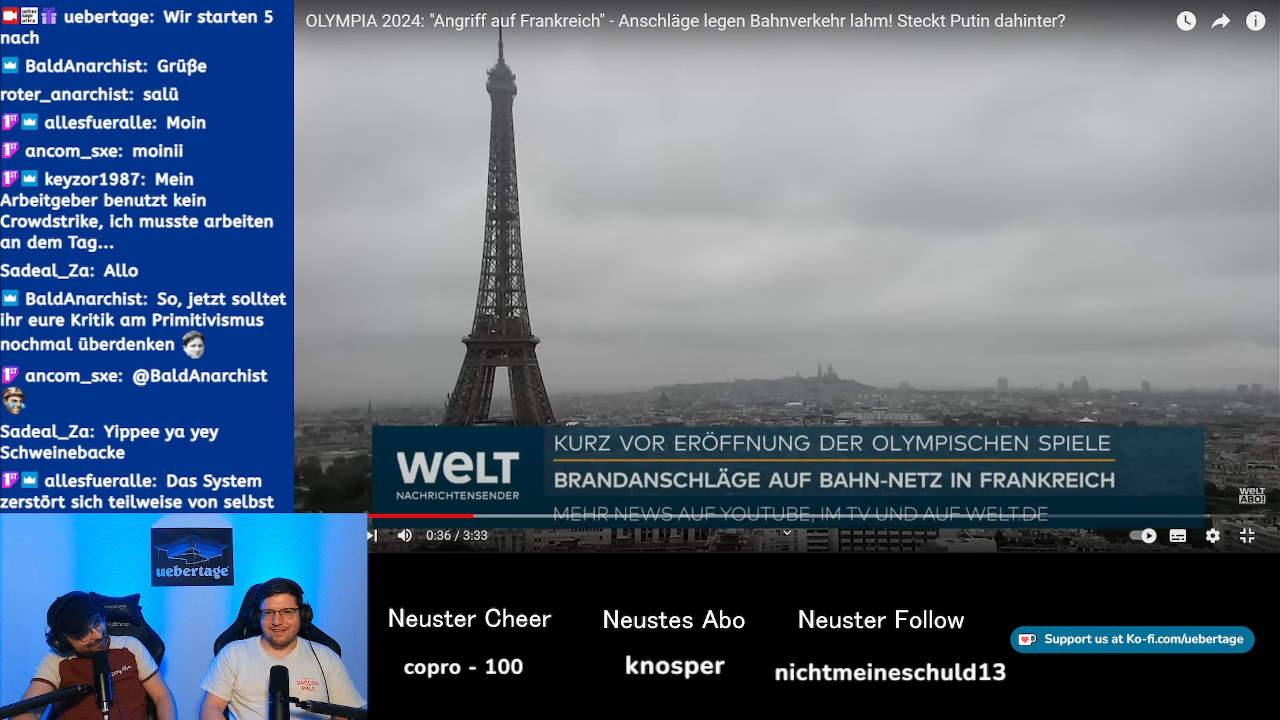 uebertage: Wir starten 5
nach
BaldAnarchist: Grüße
roter_anarchist: salü
1ST allesfueralle: Moin
1ST ancom_sxe: moinii
1ST keyzor1987: Mein
Arbeitgeber benutzt kein
Crowdstrike, ich musste arbeiten
an dem Tag...
Sadeal_Za: Allo
BaldAnarchist: So, jetzt solltet
ihr eure Kritik am Primitivismus
nochmal überdenken
1ST ancom_sxe: @BaldAnarchist
Sadeal_Za: Yippee ya yey
Schweinebacke
1ST allesfueralle: Das System
zerstört sich teilweise von selbst
OLYMPIA 2024: "Angriff auf Frankreich" - Anschläge legen Bahnverkehr lahm! Steckt Putin dahinter?
WELT
NACHRICHTENSENDER
KURZ VOR ERÖFFNUNG DER OLYMPISCHEN SPIELE
BRANDANSCHLÄGE AUF BAHN-NETZ IN FRANKREICH
MEHR NEWS AUF YOUTUBE, IM TV UND AUF WELT.DE
WELT
ABO!
0:36 / 3:33
uebertage
Neuster Cheer
copro - 100
Neustes Abo
knosper
Neuster Follow
nichtmeineschuld13
Support us at Ko-fi.com/uebertage